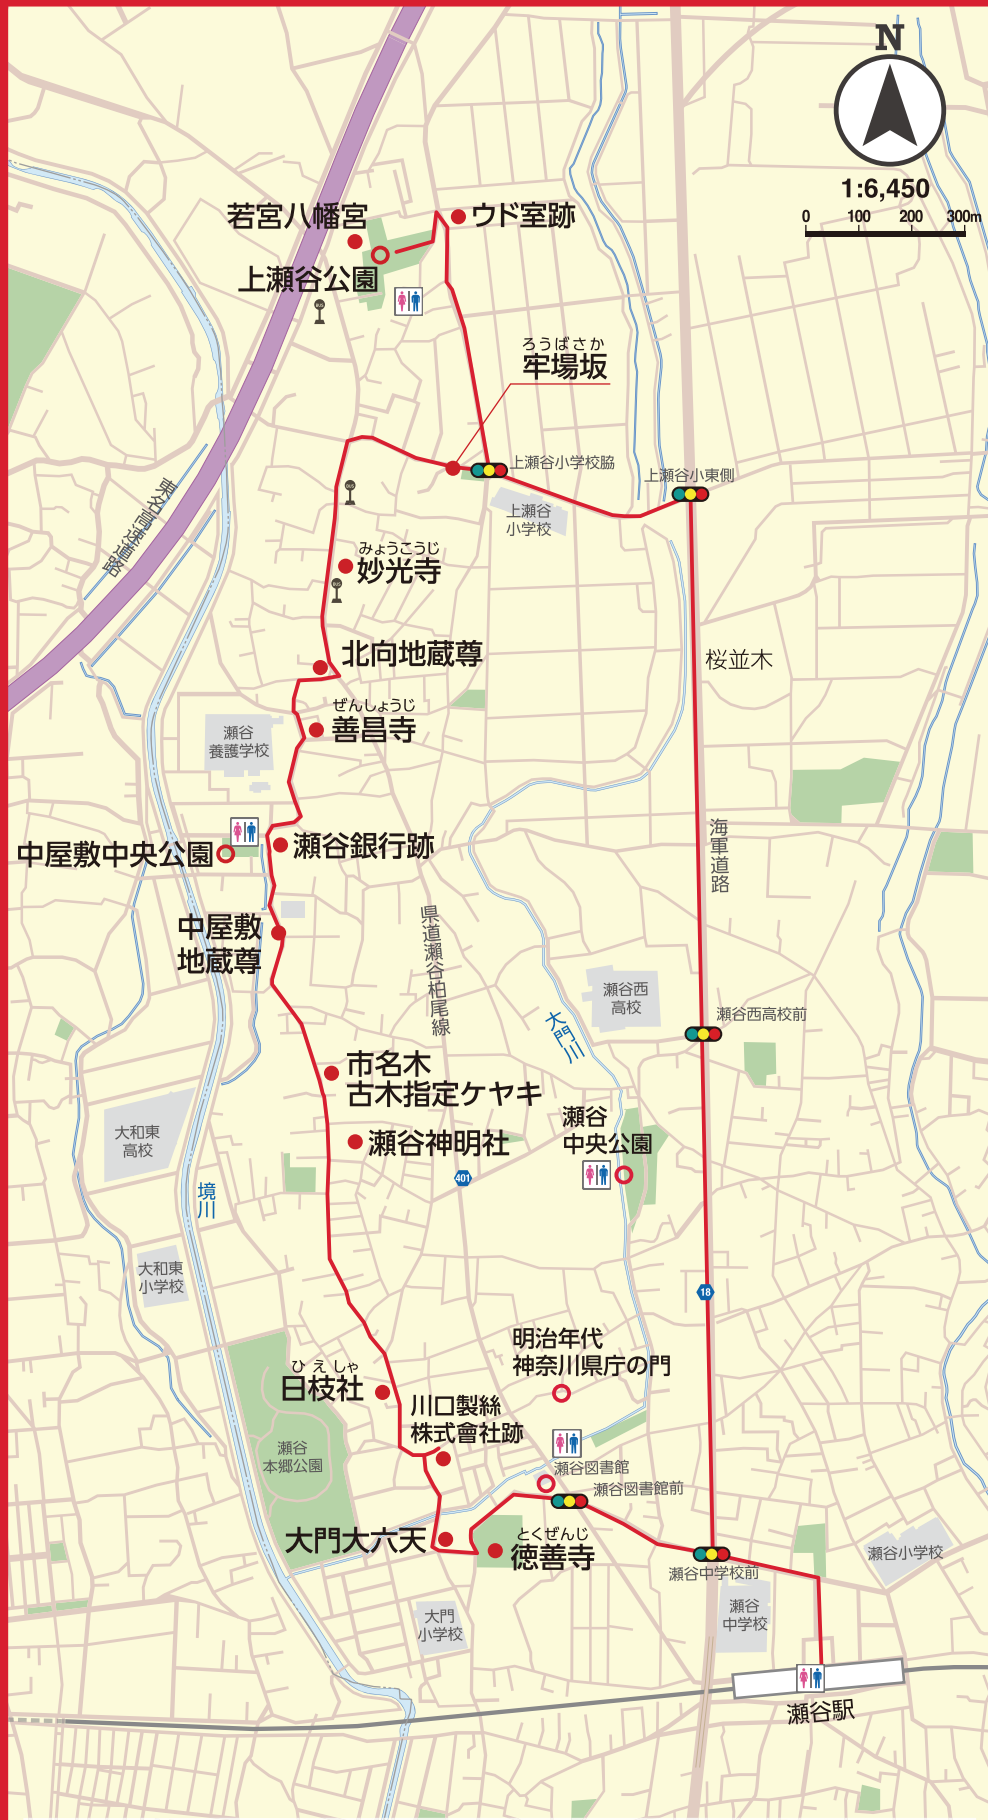 N
1:6,450
0 100 200 300m
若宮八幡宮
ウド室跡
上瀬谷公園
BUS
ろうばさか
牢場坂
上瀬谷小学校脇
上瀬谷小東側
上瀬谷
小学校
東名高速道路
BUS
みょうこうじ
妙光寺
BUS
北向地蔵尊
桜並木
ぜんしょうじ
善昌寺
瀬谷
養護学校
中屋敷中央公園
瀬谷銀行跡
海軍道路
県道瀬谷柏尾線
中屋敷
地蔵尊
瀬谷西
高校
瀬谷西高校前
大門川
市名木
古木指定ケヤキ
瀬谷
中央公園
大和東
高校
瀬谷神明社
401
境川
大和東
小学校
18
明治年代
神奈川県庁の門
ひえしゃ
日枝社
川口製絲
株式會社跡
瀬谷
本郷公園
瀬谷図書館
瀬谷図書館前
大門大六天
とくぜんじ
徳善寺
瀬谷小学校
瀬谷中学校前
大門
小学校
瀬谷
中学校
瀬谷駅